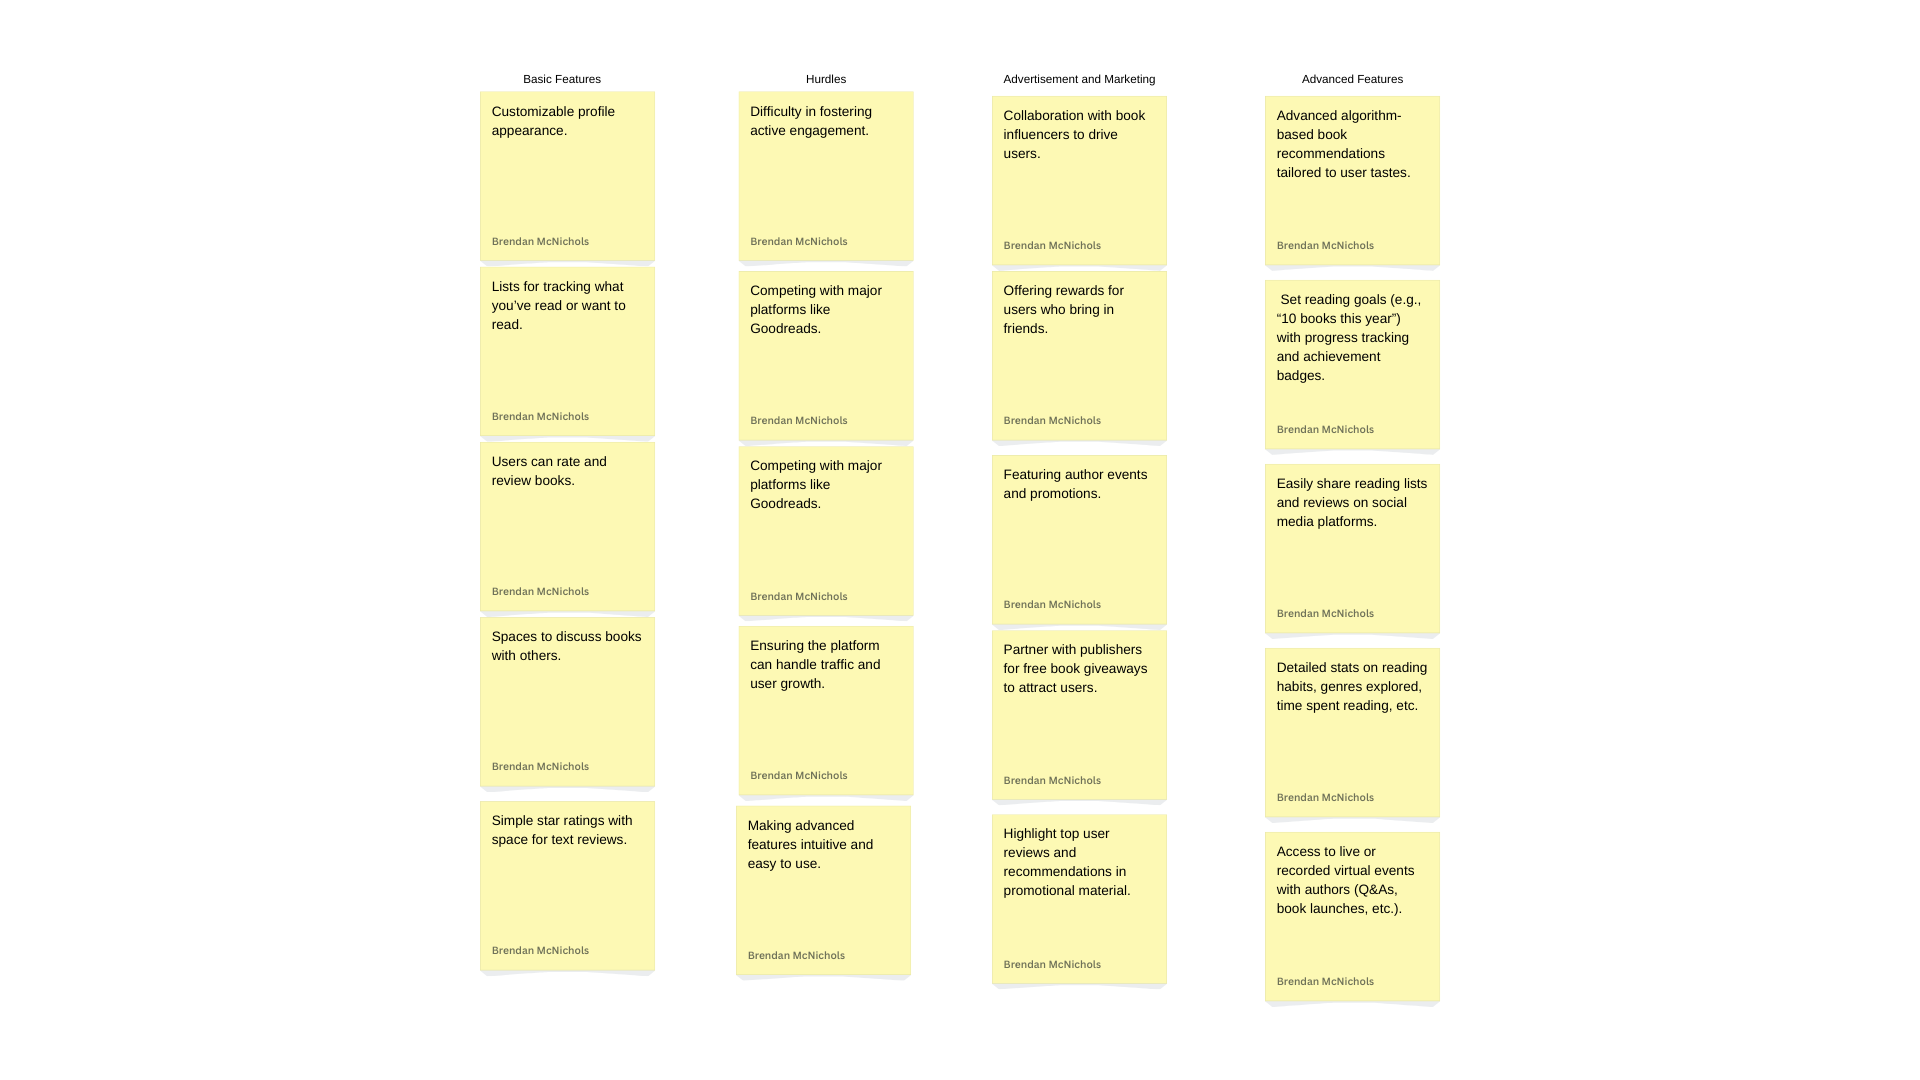 Basic Features
Customizable profile
appearance.
Brendan McNichols
Lists for tracking what
you’ve read or want to
read.
Brendan McNichols
Users can rate and
review books.
Brendan McNichols
Spaces to discuss books
with others.
Brendan McNichols
Simple star ratings with
space for text reviews.
Brendan McNichols
Hurdles
Difficulty in fostering
active engagement.
Brendan McNichols
Competing with major
platforms like
Goodreads.
Brendan McNichols
Competing with major
platforms like
Goodreads.
Brendan McNichols
Ensuring the platform
can handle traffic and
user growth.
Brendan McNichols
Making advanced
features intuitive and
easy to use.
Brendan McNichols
Advertisement and Marketing
Collaboration with book
influencers to drive
users.
Brendan McNichols
Offering rewards for
users who bring in
friends.
Brendan McNichols
Featuring author events
and promotions.
Brendan McNichols
Partner with publishers
for free book giveaways
to attract users.
Brendan McNichols
Highlight top user
reviews and
recommendations in
promotional material.
Brendan McNichols
Advanced Features
Advanced algorithm-
based book
recommendations
tailored to user tastes.
Brendan McNichols
Set reading goals (e.g.,
“10 books this year”)
with progress tracking
and achievement
badges.
Brendan McNichols
Easily share reading lists
and reviews on social
media platforms.
Brendan McNichols
Detailed stats on reading
habits, genres explored,
time spent reading, etc.
Brendan McNichols
Access to live or
recorded virtual events
with authors (Q&As,
book launches, etc.).
Brendan McNichols